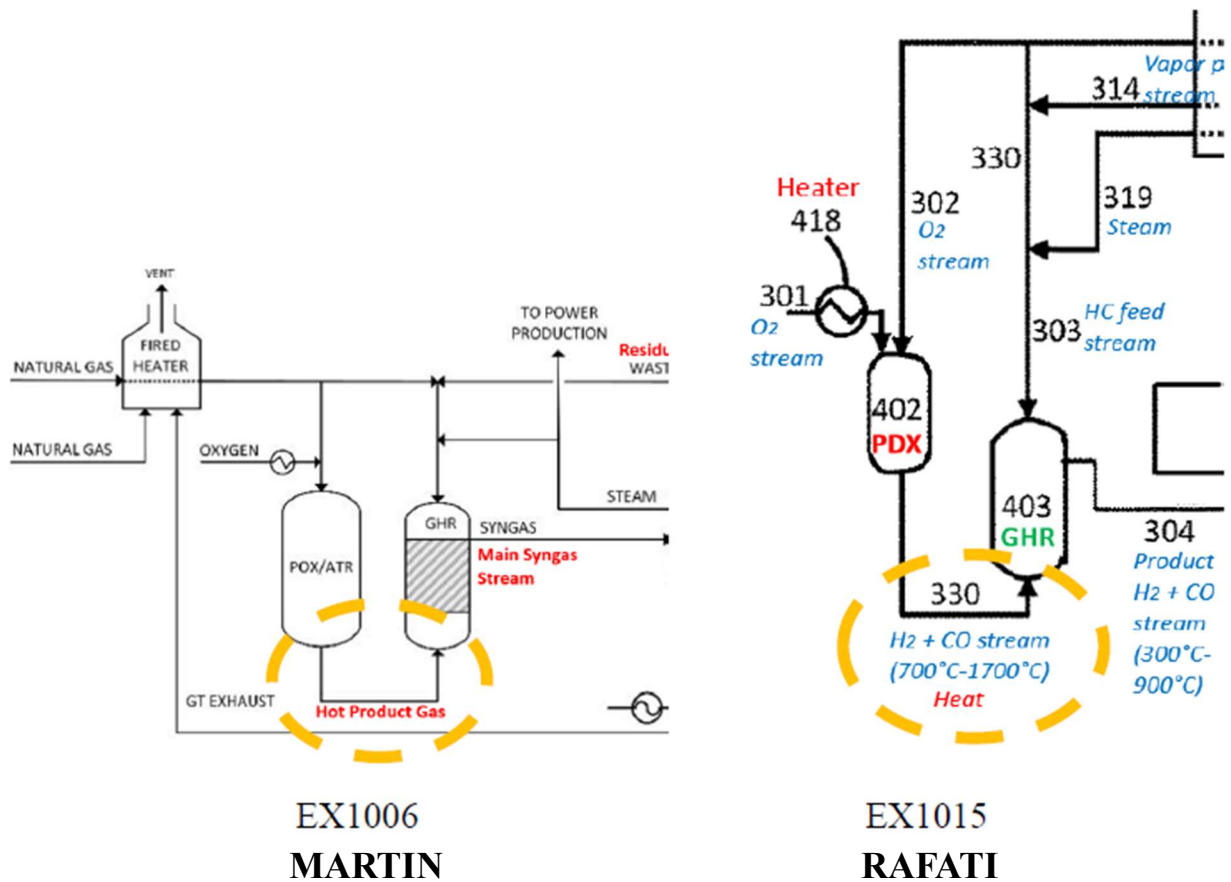 VENT
FIRED
HEATER
NATURAL GAS
NATURAL GAS
OXYGEN
TO POWER
PRODUCTION
Residu
WAST
STEAM
POX/ATR
GHR
SYNGAS
Main Syngas
Stream
GT EXHAUST
Hot Product Gas
EX1006
MARTIN
Vapor p
314 stream
330
319
Steam
Heater
418
302
O2
stream
301
O2
stream
303 HC feed
stream
402
PDX
403
GHR
304
Product
H2 + CO
stream
(300°C-
900°C)
330
H2 + CO stream
(700°C-1700°C)
Heat
EX1015
RAFATI